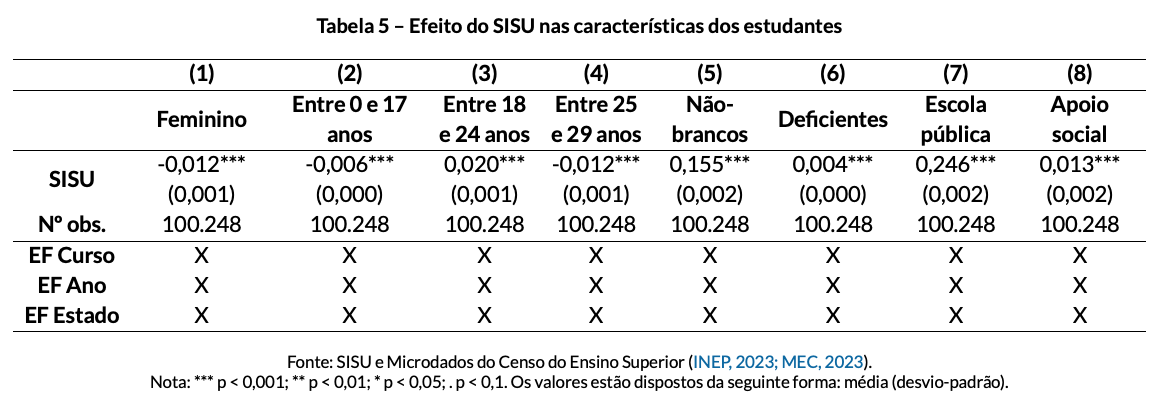 Tabela 5 – Efeito do SISU nas características dos estudantes
(1) (2) (3) (4) (5) (6) (7) (8)
Feminino Entre 0 e 17 anos Entre 18 e 24 anos Entre 25 e 29 anos Não-brancos Deficientes Escola pública Apoio social
SISU -0,012*** -0,006*** 0,020*** -0,012*** 0,155*** 0,004*** 0,246*** 0,013***
(0,001) (0,000) (0,001) (0,001) (0,002) (0,000) (0,002) (0,002)
Nº obs. 100.248 100.248 100.248 100.248 100.248 100.248 100.248 100.248
EF Curso X X X X X X X X
EF Ano X X X X X X X X
EF Estado X X X X X X X X
Fonte: SISU e Microdados do Censo do Ensino Superior (INEP, 2023; MEC, 2023).
Nota: *** p < 0,001; ** p < 0,01; * p < 0,05; . p < 0,1. Os valores estão dispostos da seguinte forma: média (desvio-padrão).